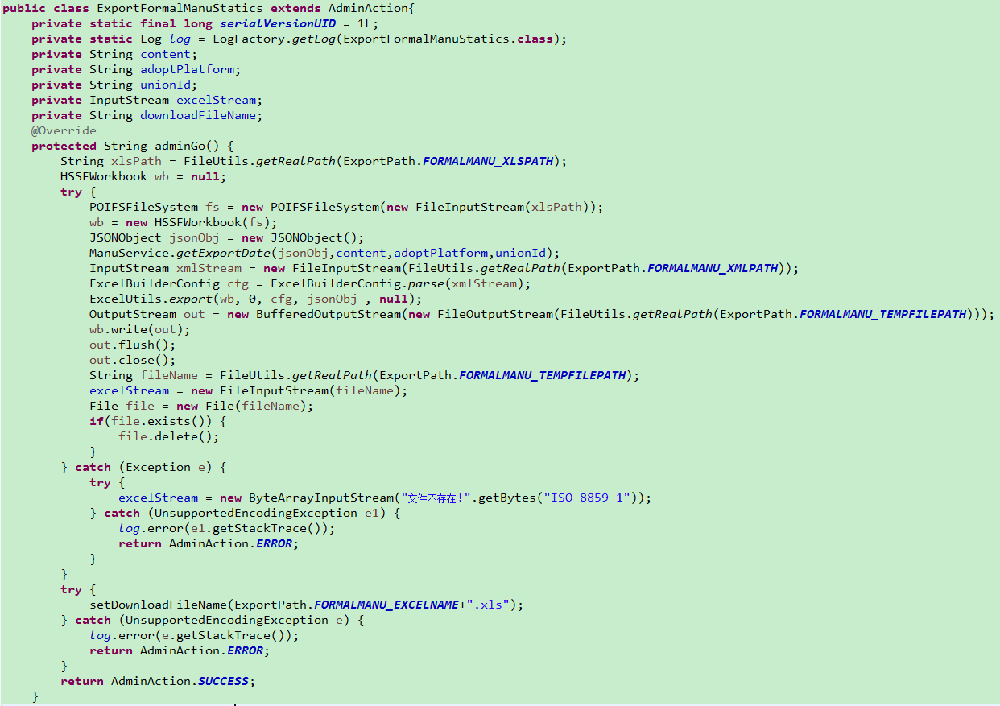 public class ExportFormalManuStatics extends AdminAction{
private static final long serialVersionUID = 1L;
private static Log log = LogFactory.getLog(ExportFormalManuStatics.class);
private String content;
private String adoptPlatform;
private String unionId;
private InputStream excelStream;
private String downloadFileName;
@Override
protected String adminGo() {
String xlsPath = FileUtils.getRealPath(ExportPath.FORMALMANU_XLSPATH);
HSSFWorkbook wb = null;
try {
POIFSFileSystem fs = new POIFSFileSystem(new FileInputStream(xlsPath));
wb = new HSSFWorkbook(fs);
JSONObject jsonObj = new JSONObject();
ManuService.getExportDate(jsonObj,content,adoptPlatform,unionId);
InputStream xmlStream = new FileInputStream(FileUtils.getRealPath(ExportPath.FORMALMANU_XMLPATH));
ExcelBuilderConfig cfg = ExcelBuilderConfig.parse(xmlStream);
ExcelUtils.export(wb, 0, cfg, jsonObj , null);
OutputStream out = new BufferedOutputStream(new FileOutputStream(FileUtils.getRealPath(ExportPath.FORMALMANU_TEMPFILEPATH)));
wb.write(out);
out.flush();
out.close();
String fileName = FileUtils.getRealPath(ExportPath.FORMALMANU_TEMPFILEPATH);
excelStream = new FileInputStream(fileName);
File file = new File(fileName);
if(file.exists()) {
file.delete();
}
} catch (Exception e) {
try {
excelStream = new ByteArrayInputStream("文件不存在!".getBytes("ISO-8859-1"));
} catch (UnsupportedEncodingException e1) {
log.error(e1.getStackTrace());
return AdminAction.ERROR;
}
}
try {
setDownloadFileName(ExportPath.FORMALMANU_EXCELNAME+".xls");
} catch (UnsupportedEncodingException e) {
log.error(e.getStackTrace());
return AdminAction.ERROR;
}
return AdminAction.SUCCESS;
}